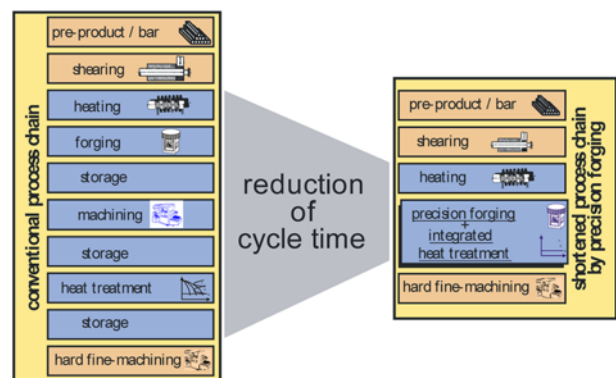 conventional process chain
pre-product / bar
shearing
heating
forging
storage
machining
storage
heat treatment
storage
hard fine-machining
reduction
of
cycle time
pre-product / bar
shearing
heating
precision forging
+
integrated
heat treatment
hard fine-machining
shortened process chain
by precision forging